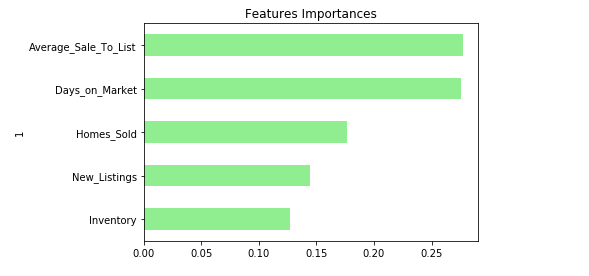 Features Importances
Average_Sale_To_List
Days_on_Market
Homes_Sold
1
New_Listings
Inventory
0.00 0.05 0.10 0.15 0.20 0.25